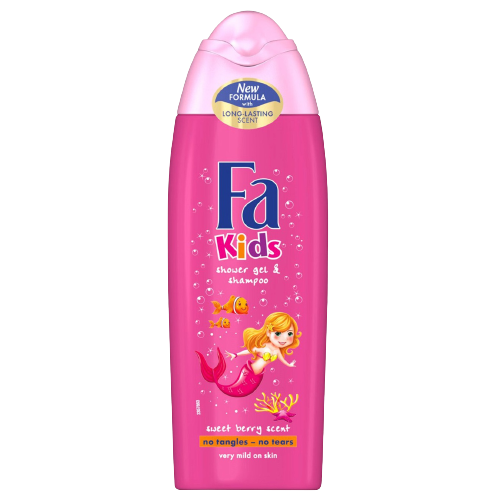 New
FORMULA
with
LONG-LASTING
SCENT
Fa
Kids
shower gel &
shampoo
sweet berry scent
no tangles – no tears
very mild on skin